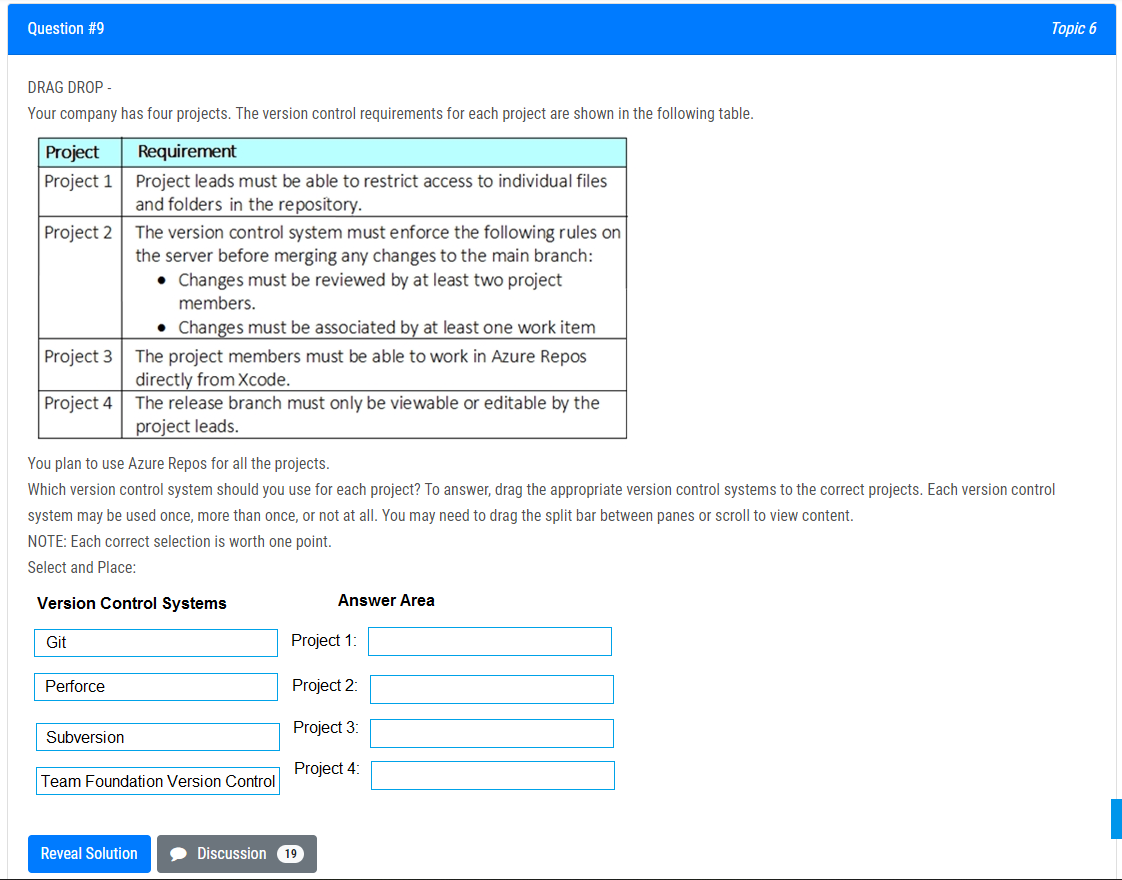 Question #9
Topic 6
DRAG DROP -
Your company has four projects. The version control requirements for each project are shown in the following table.
Project Requirement
Project 1 Project leads must be able to restrict access to individual files
and folders in the repository.
Project 2 The version control system must enforce the following rules on
the server before merging any changes to the main branch:
• Changes must be reviewed by at least two project
members.
• Changes must be associated by at least one work item
Project 3 The project members must be able to work in Azure Repos
directly from Xcode.
Project 4 The release branch must only be viewable or editable by the
project leads.
You plan to use Azure Repos for all the projects.
Which version control system should you use for each project? To answer, drag the appropriate version control systems to the correct projects. Each version control
system may be used once, more than once, or not at all. You may need to drag the split bar between panes or scroll to view content.
NOTE: Each correct selection is worth one point.
Select and Place:
Version Control Systems
Answer Area
Git
Project 1:
Perforce
Project 2:
Subversion
Project 3:
Team Foundation Version Control
Project 4:
Reveal Solution
Discussion 19